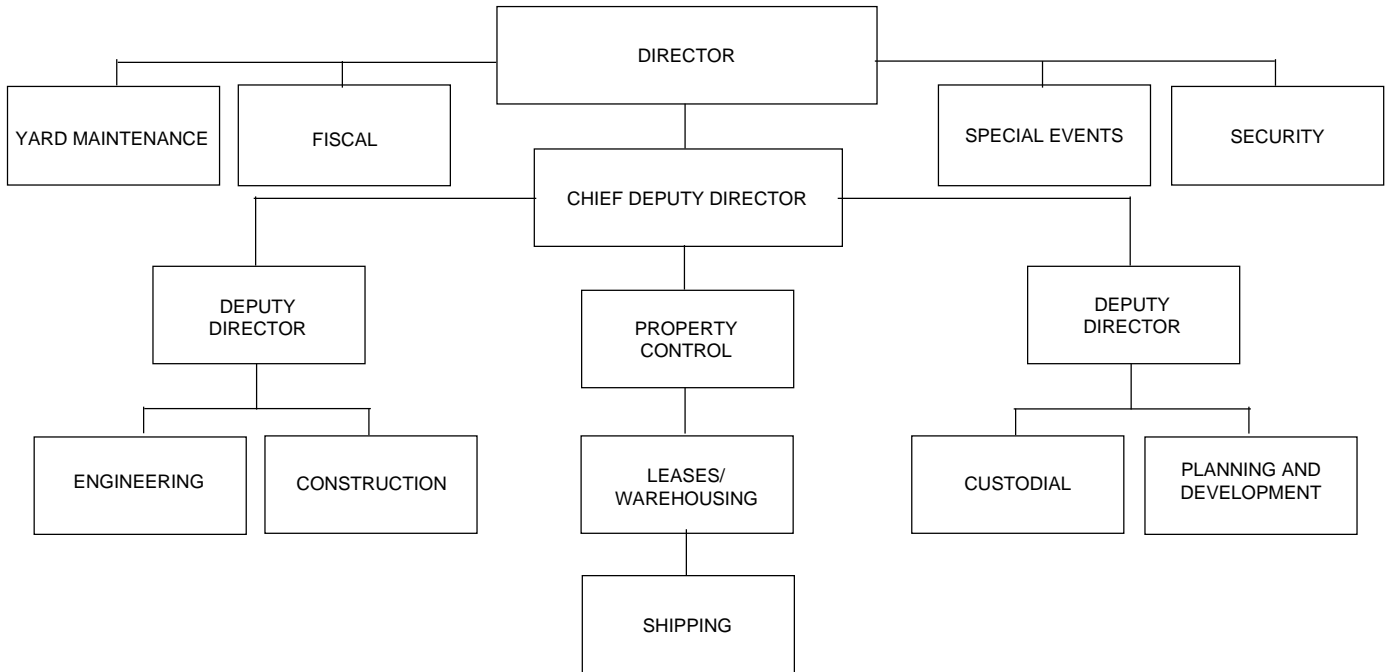 DIRECTOR
YARD MAINTENANCE
FISCAL
SPECIAL EVENTS
SECURITY
CHIEF DEPUTY DIRECTOR
DEPUTY
DIRECTOR
PROPERTY
CONTROL
DEPUTY
DIRECTOR
ENGINEERING
CONSTRUCTION
LEASES/
WAREHOUSING
CUSTODIAL
PLANNING AND
DEVELOPMENT
SHIPPING